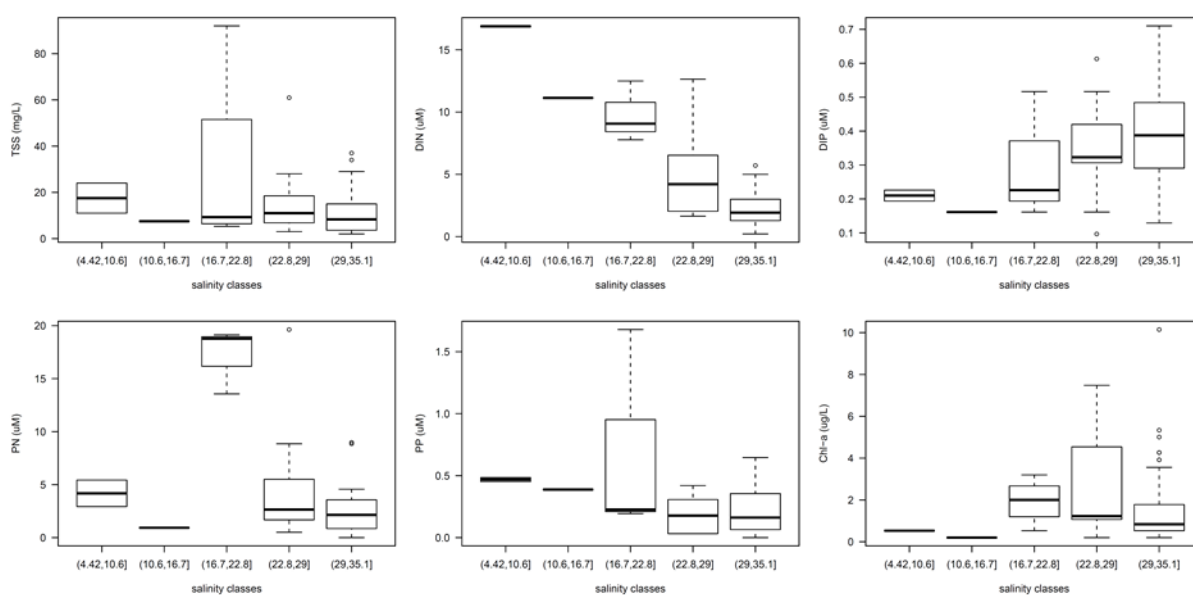 TSS (mg/L)
80
60
40
20
0
(4.42,10.6] (10.6,16.7] (16.7,22.8] (22.8,29] (29,35.1]
salinity classes
DIN (uM)
15
10
5
0
(4.42,10.6] (10.6,16.7] (16.7,22.8] (22.8,29] (29,35.1]
salinity classes
DIP (uM)
0.7
0.6
0.5
0.4
0.3
0.2
0.1
(4.42,10.6] (10.6,16.7] (16.7,22.8] (22.8,29] (29,35.1]
salinity classes
PN (uM)
20
15
10
5
0
(4.42,10.6] (10.6,16.7] (16.7,22.8] (22.8,29] (29,35.1]
salinity classes
PP (uM)
1.5
1.0
0.5
0.0
(4.42,10.6] (10.6,16.7] (16.7,22.8] (22.8,29] (29,35.1]
salinity classes
Chl−a (ug/L)
10
8
6
4
2
0
(4.42,10.6] (10.6,16.7] (16.7,22.8] (22.8,29] (29,35.1]
salinity classes